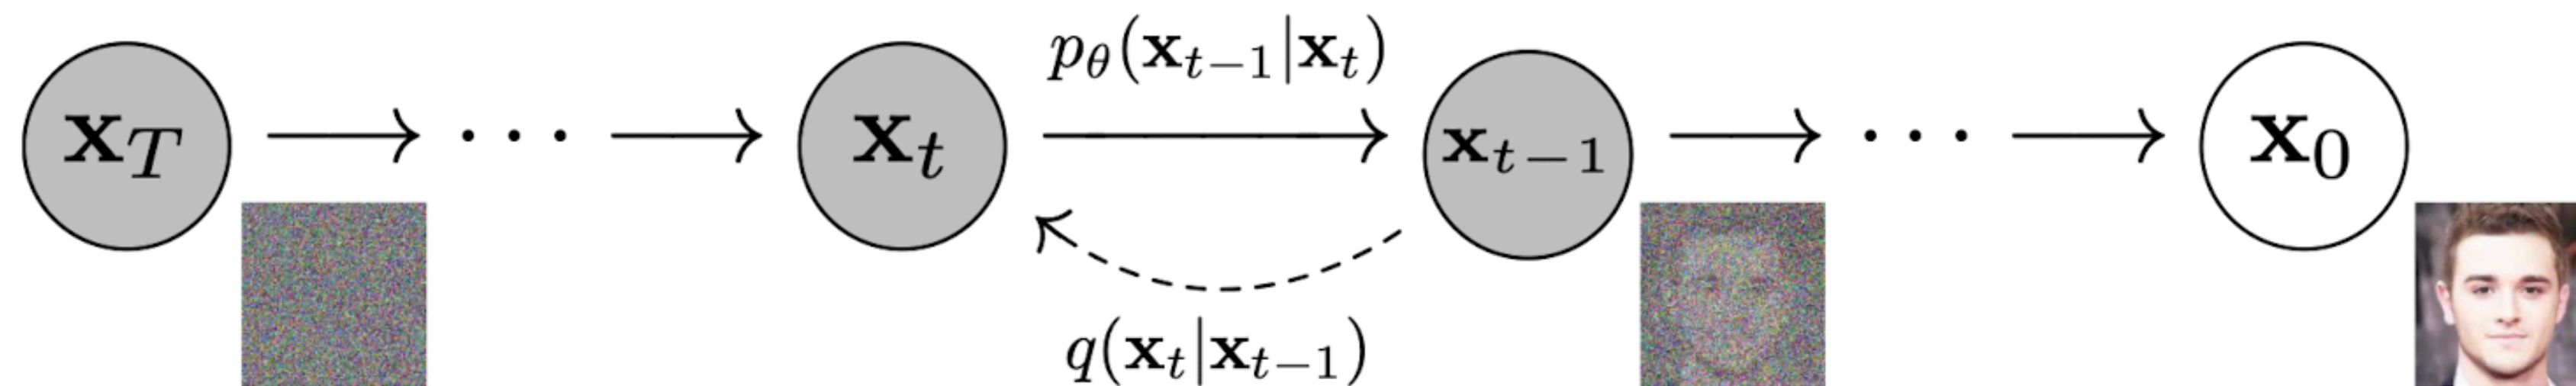 p_θ(x_{t−1}|x_t)
x_T → ··· → x_t → x_{t−1} → ··· → x_0
q(x_t|x_{t−1})